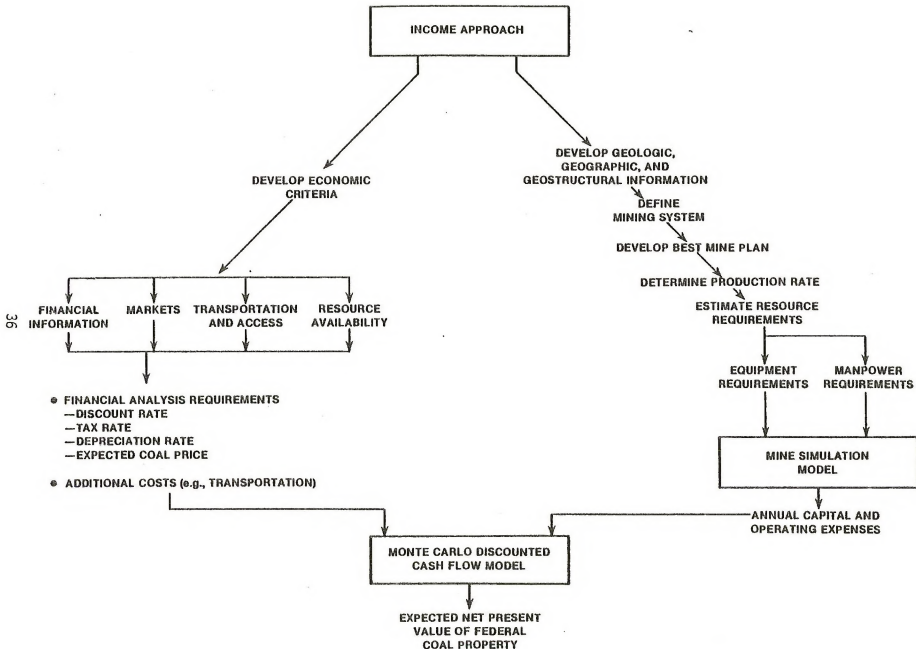 INCOME APPROACH
DEVELOP ECONOMIC
CRITERIA
DEVELOP GEOLOGIC,
GEOGRAPHIC, AND
GEOSTRUCTURAL INFORMATION
DEFINE
MINING SYSTEM
DEVELOP BEST MINE PLAN
DETERMINE PRODUCTION RATE
ESTIMATE RESOURCE
REQUIREMENTS
FINANCIAL
INFORMATION
MARKETS
TRANSPORTATION
AND ACCESS
RESOURCE
AVAILABILITY
EQUIPMENT
REQUIREMENTS
MANPOWER
REQUIREMENTS
● FINANCIAL ANALYSIS REQUIREMENTS
—DISCOUNT RATE
—TAX RATE
—DEPRECIATION RATE
—EXPECTED COAL PRICE
● ADDITIONAL COSTS (e.g., TRANSPORTATION)
MINE SIMULATION
MODEL
ANNUAL CAPITAL AND
OPERATING EXPENSES
MONTE CARLO DISCOUNTED
CASH FLOW MODEL
EXPECTED NET PRESENT
VALUE OF FEDERAL
COAL PROPERTY
36